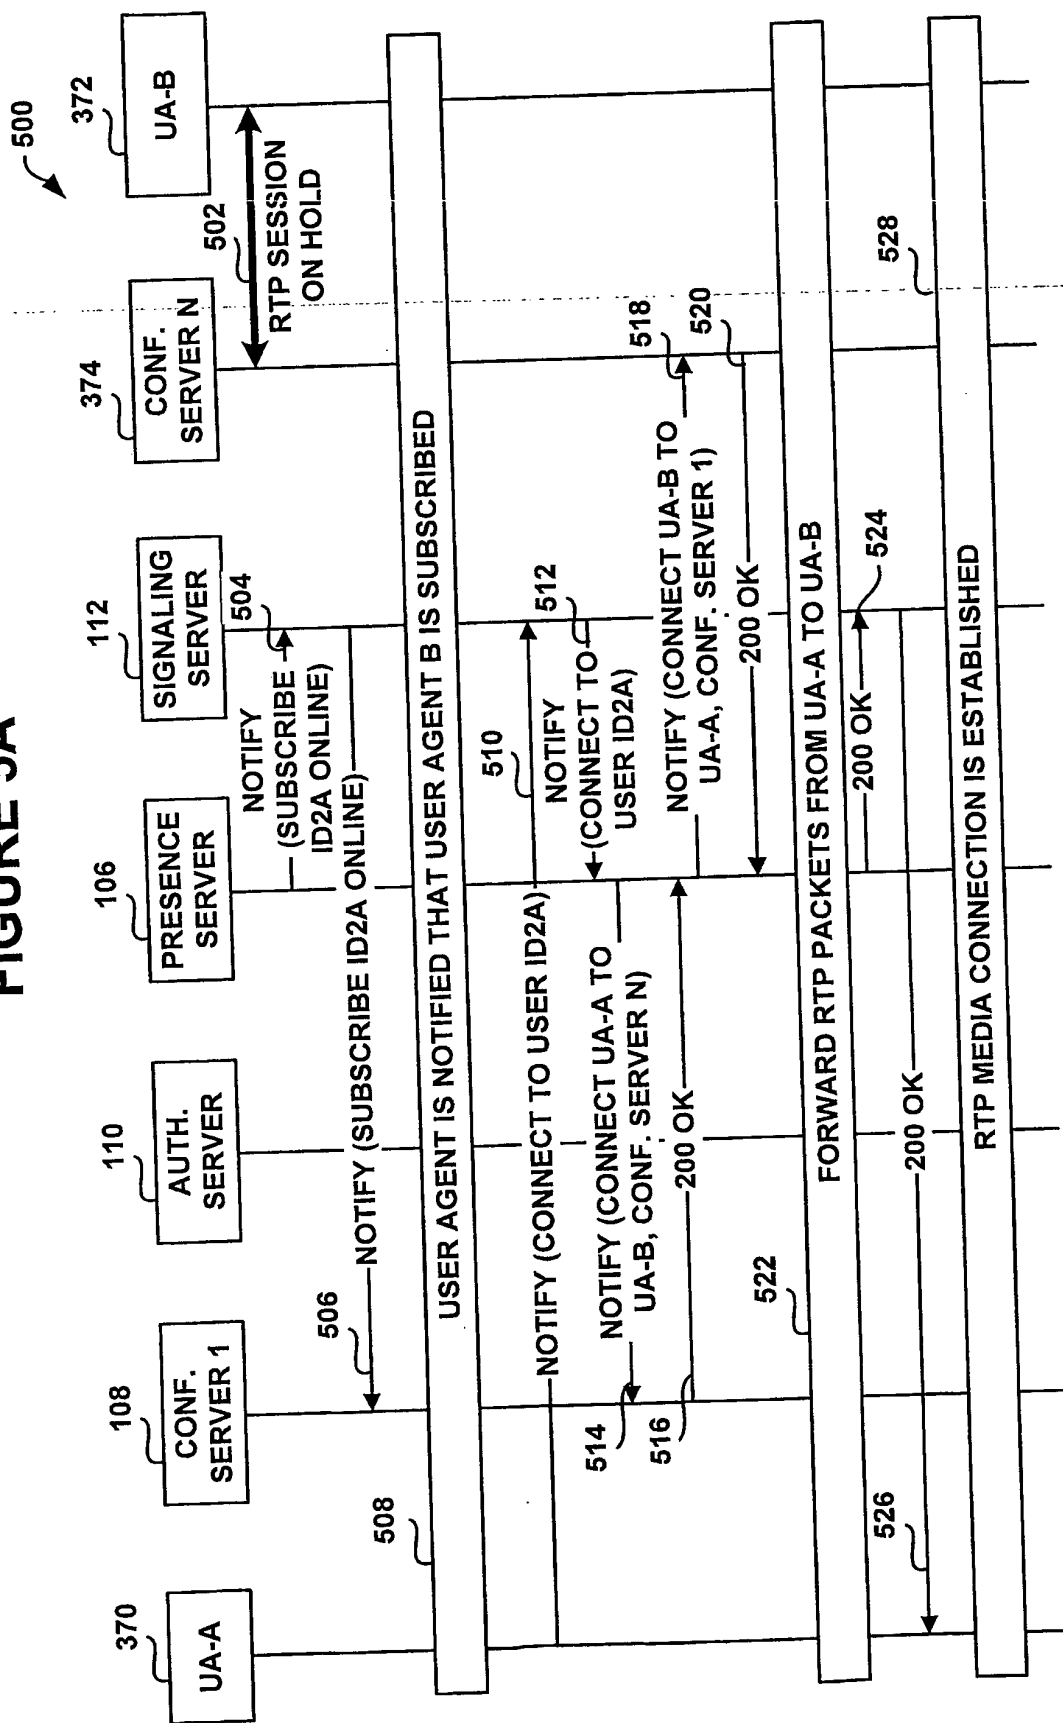 FIGURE 5A
500
370
UA-A
108
CONF.
SERVER 1
110
AUTH.
SERVER
106
PRESENCE
SERVER
112
SIGNALING
SERVER
374
CONF.
SERVER N
372
UA-B
502
RTP SESSION
ON HOLD
NOTIFY
(SUBSCRIBE
ID2A ONLINE)
504
506
NOTIFY (SUBSCRIBE ID2A ONLINE)
508
USER AGENT IS NOTIFIED THAT USER AGENT B IS SUBSCRIBED
NOTIFY (CONNECT TO USER ID2A)
510
NOTIFY
(CONNECT TO
USER ID2A)
512
514
NOTIFY (CONNECT UA-A TO
UA-B, CONF. SERVER N)
516
200 OK
NOTIFY (CONNECT UA-B TO
UA-A, CONF. SERVER 1)
518
200 OK
520
522
FORWARD RTP PACKETS FROM UA-A TO UA-B
200 OK
524
526
200 OK
528
RTP MEDIA CONNECTION IS ESTABLISHED